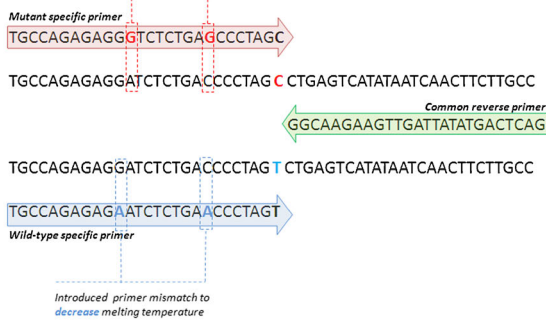 Mutant specific primer
TGCCAGAGAGGGTCTCTGAGCCCTAGC
TGCCAGAGAGGATCTCTGACCCCTAG C CTGAGTCATATAATCAACTTCTTGCC
Common reverse primer
GGCAAGAAGTTGATTATATGACTCAG
TGCCAGAGAGGATCTCTGACCCCTAG T CTGAGTCATATAATCAACTTCTTGCC
TGCCAGAGAGAATCTCTGAACCCTAGT
Wild-type specific primer
Introduced primer mismatch to
decrease melting temperature